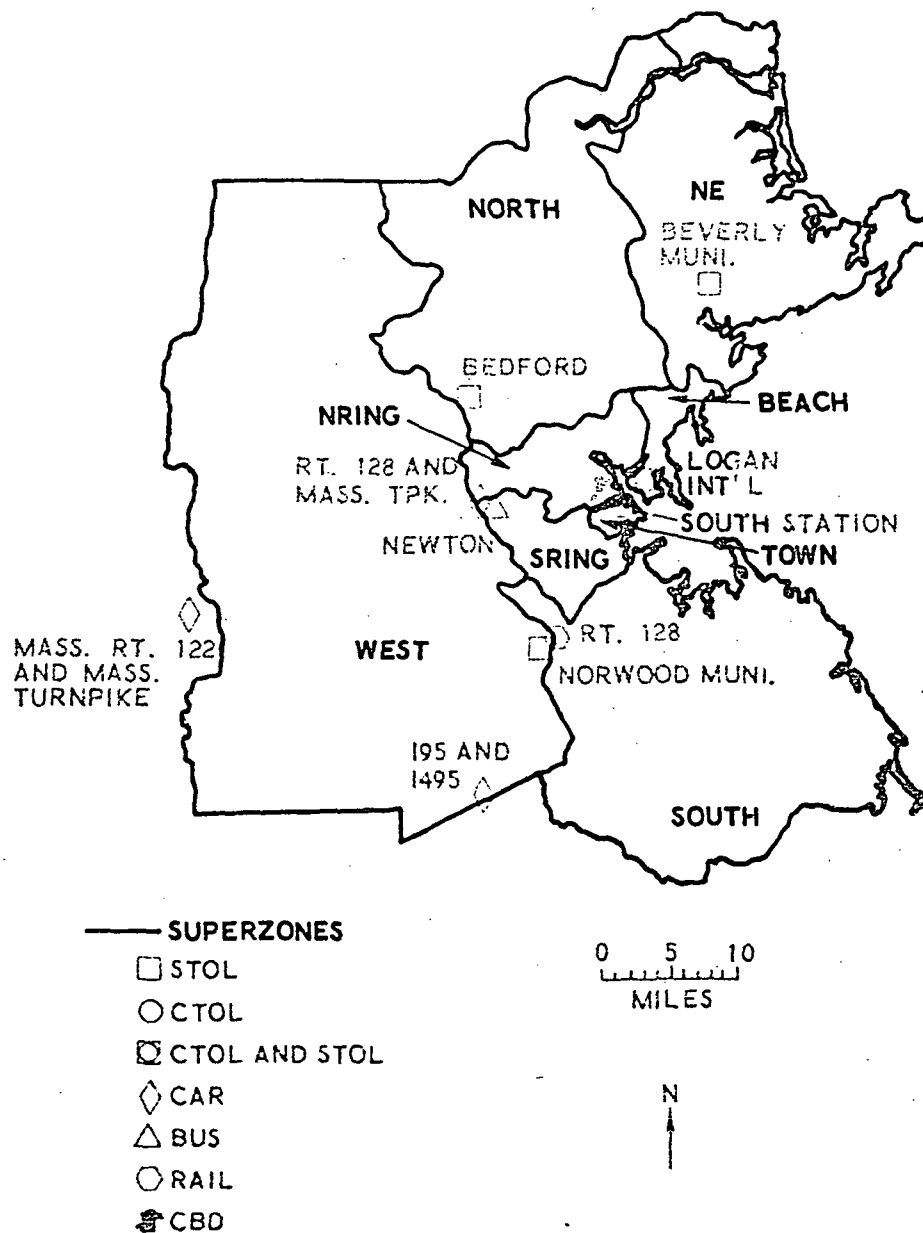 NORTH
NE
BEVERLY
MUNI.
BEDFORD
BEACH
NRING
RT. 128 AND
MASS. TPK.
LOGAN
INT'L
SOUTH STATION
NEWTON
SRING
TOWN
MASS. RT. 122
AND MASS.
TURNPIKE
WEST
RT. 128
NORWOOD MUNI.
I95 AND
I495
SOUTH
SUPERZONES
STOL
CTOL
CTOL AND STOL
CAR
BUS
RAIL
CBD
0 5 10
MILES
N